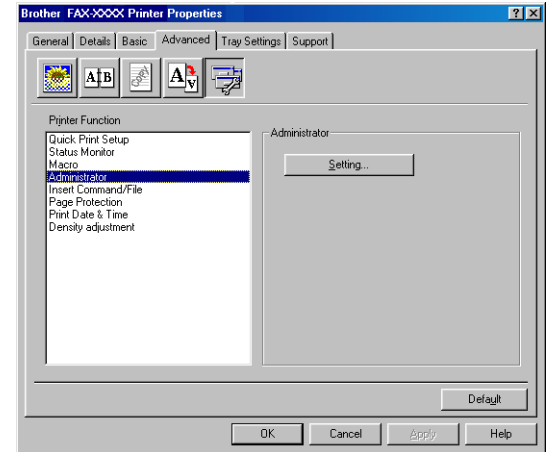 Brother FAX-XXXX Printer Properties
General Details Basic Advanced Tray Settings Support
A B
A
Printer Function
Quick Print Setup
Status Monitor
Macro
Administrator
Insert Command/File
Page Protection
Print Date & Time
Density adjustment
Administrator
Setting...
Default
OK Cancel Apply Help